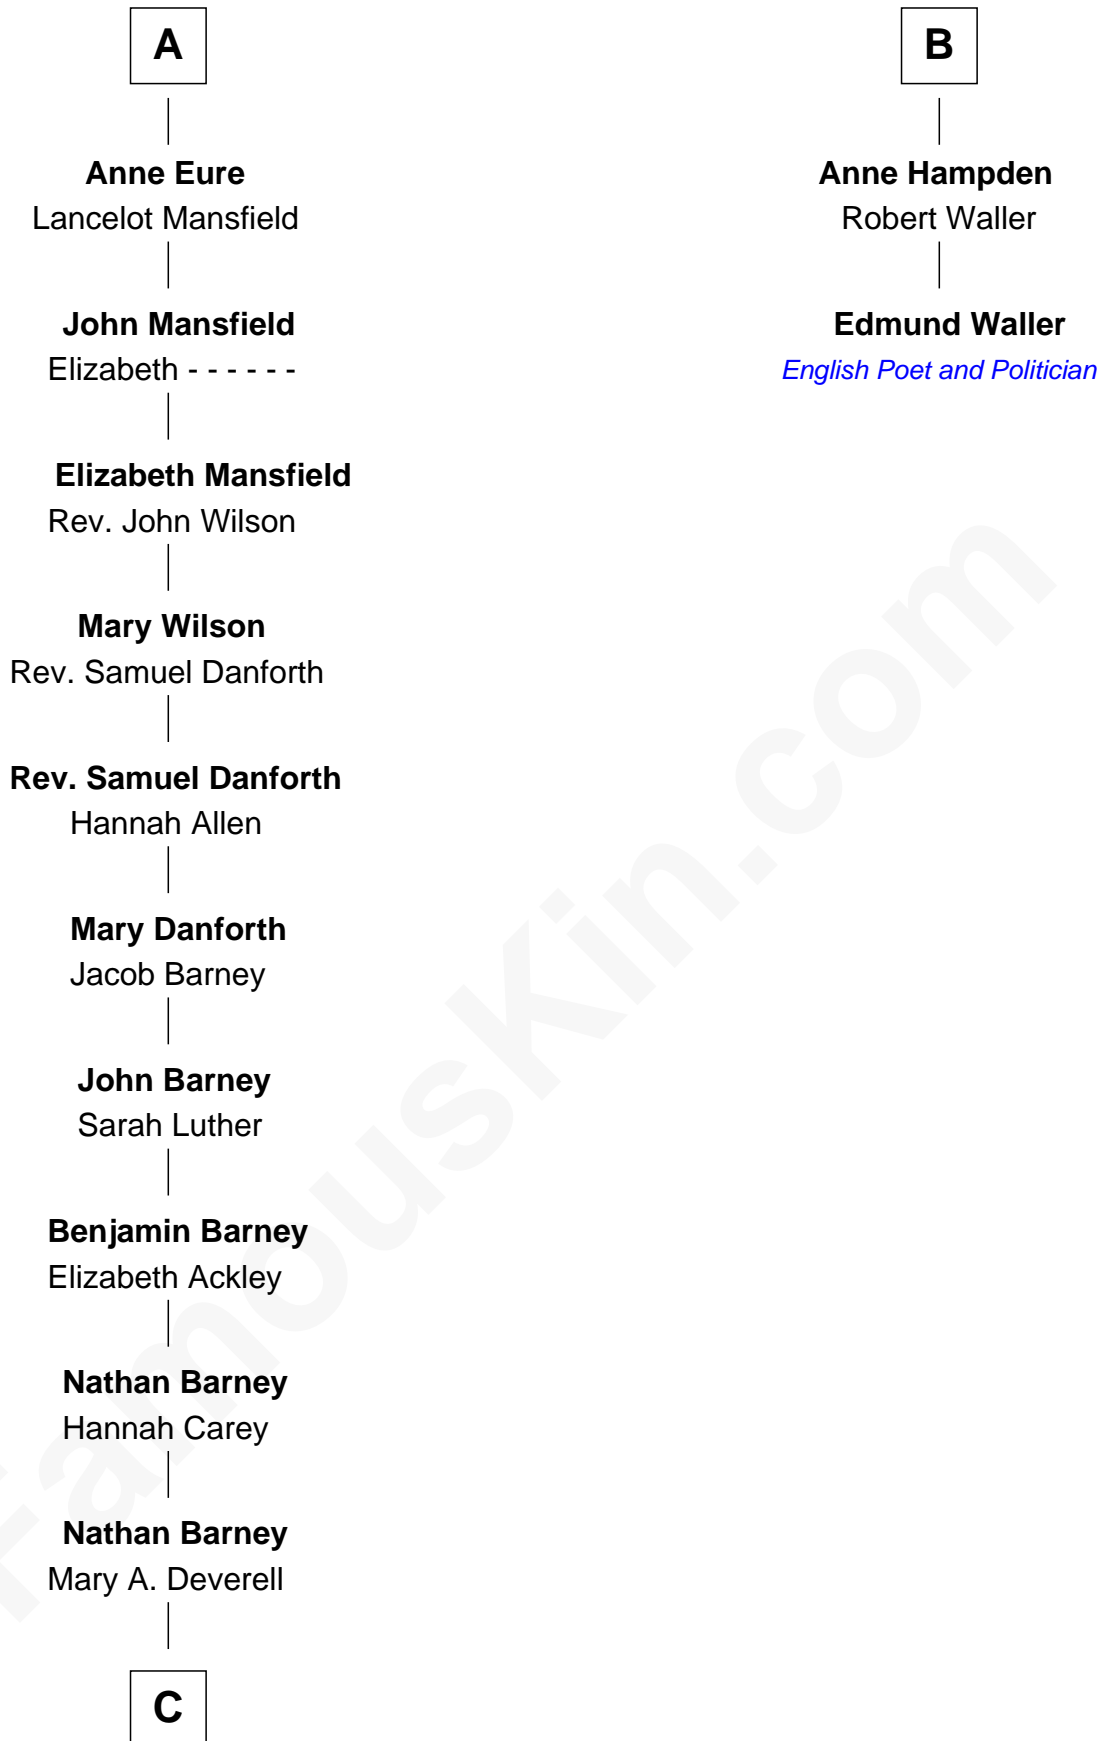 A
B
Anne Eure
Lancelot Mansfield
Anne Hampden
Robert Waller
John Mansfield
Elizabeth - - - - - -
Edmund Waller
English Poet and Politician
Elizabeth Mansfield
Rev. John Wilson
Mary Wilson
Rev. Samuel Danforth
Rev. Samuel Danforth
Hannah Allen
Mary Danforth
Jacob Barney
John Barney
Sarah Luther
Benjamin Barney
Elizabeth Ackley
Nathan Barney
Hannah Carey
Nathan Barney
Mary A. Deverell
C
FamousKin.com